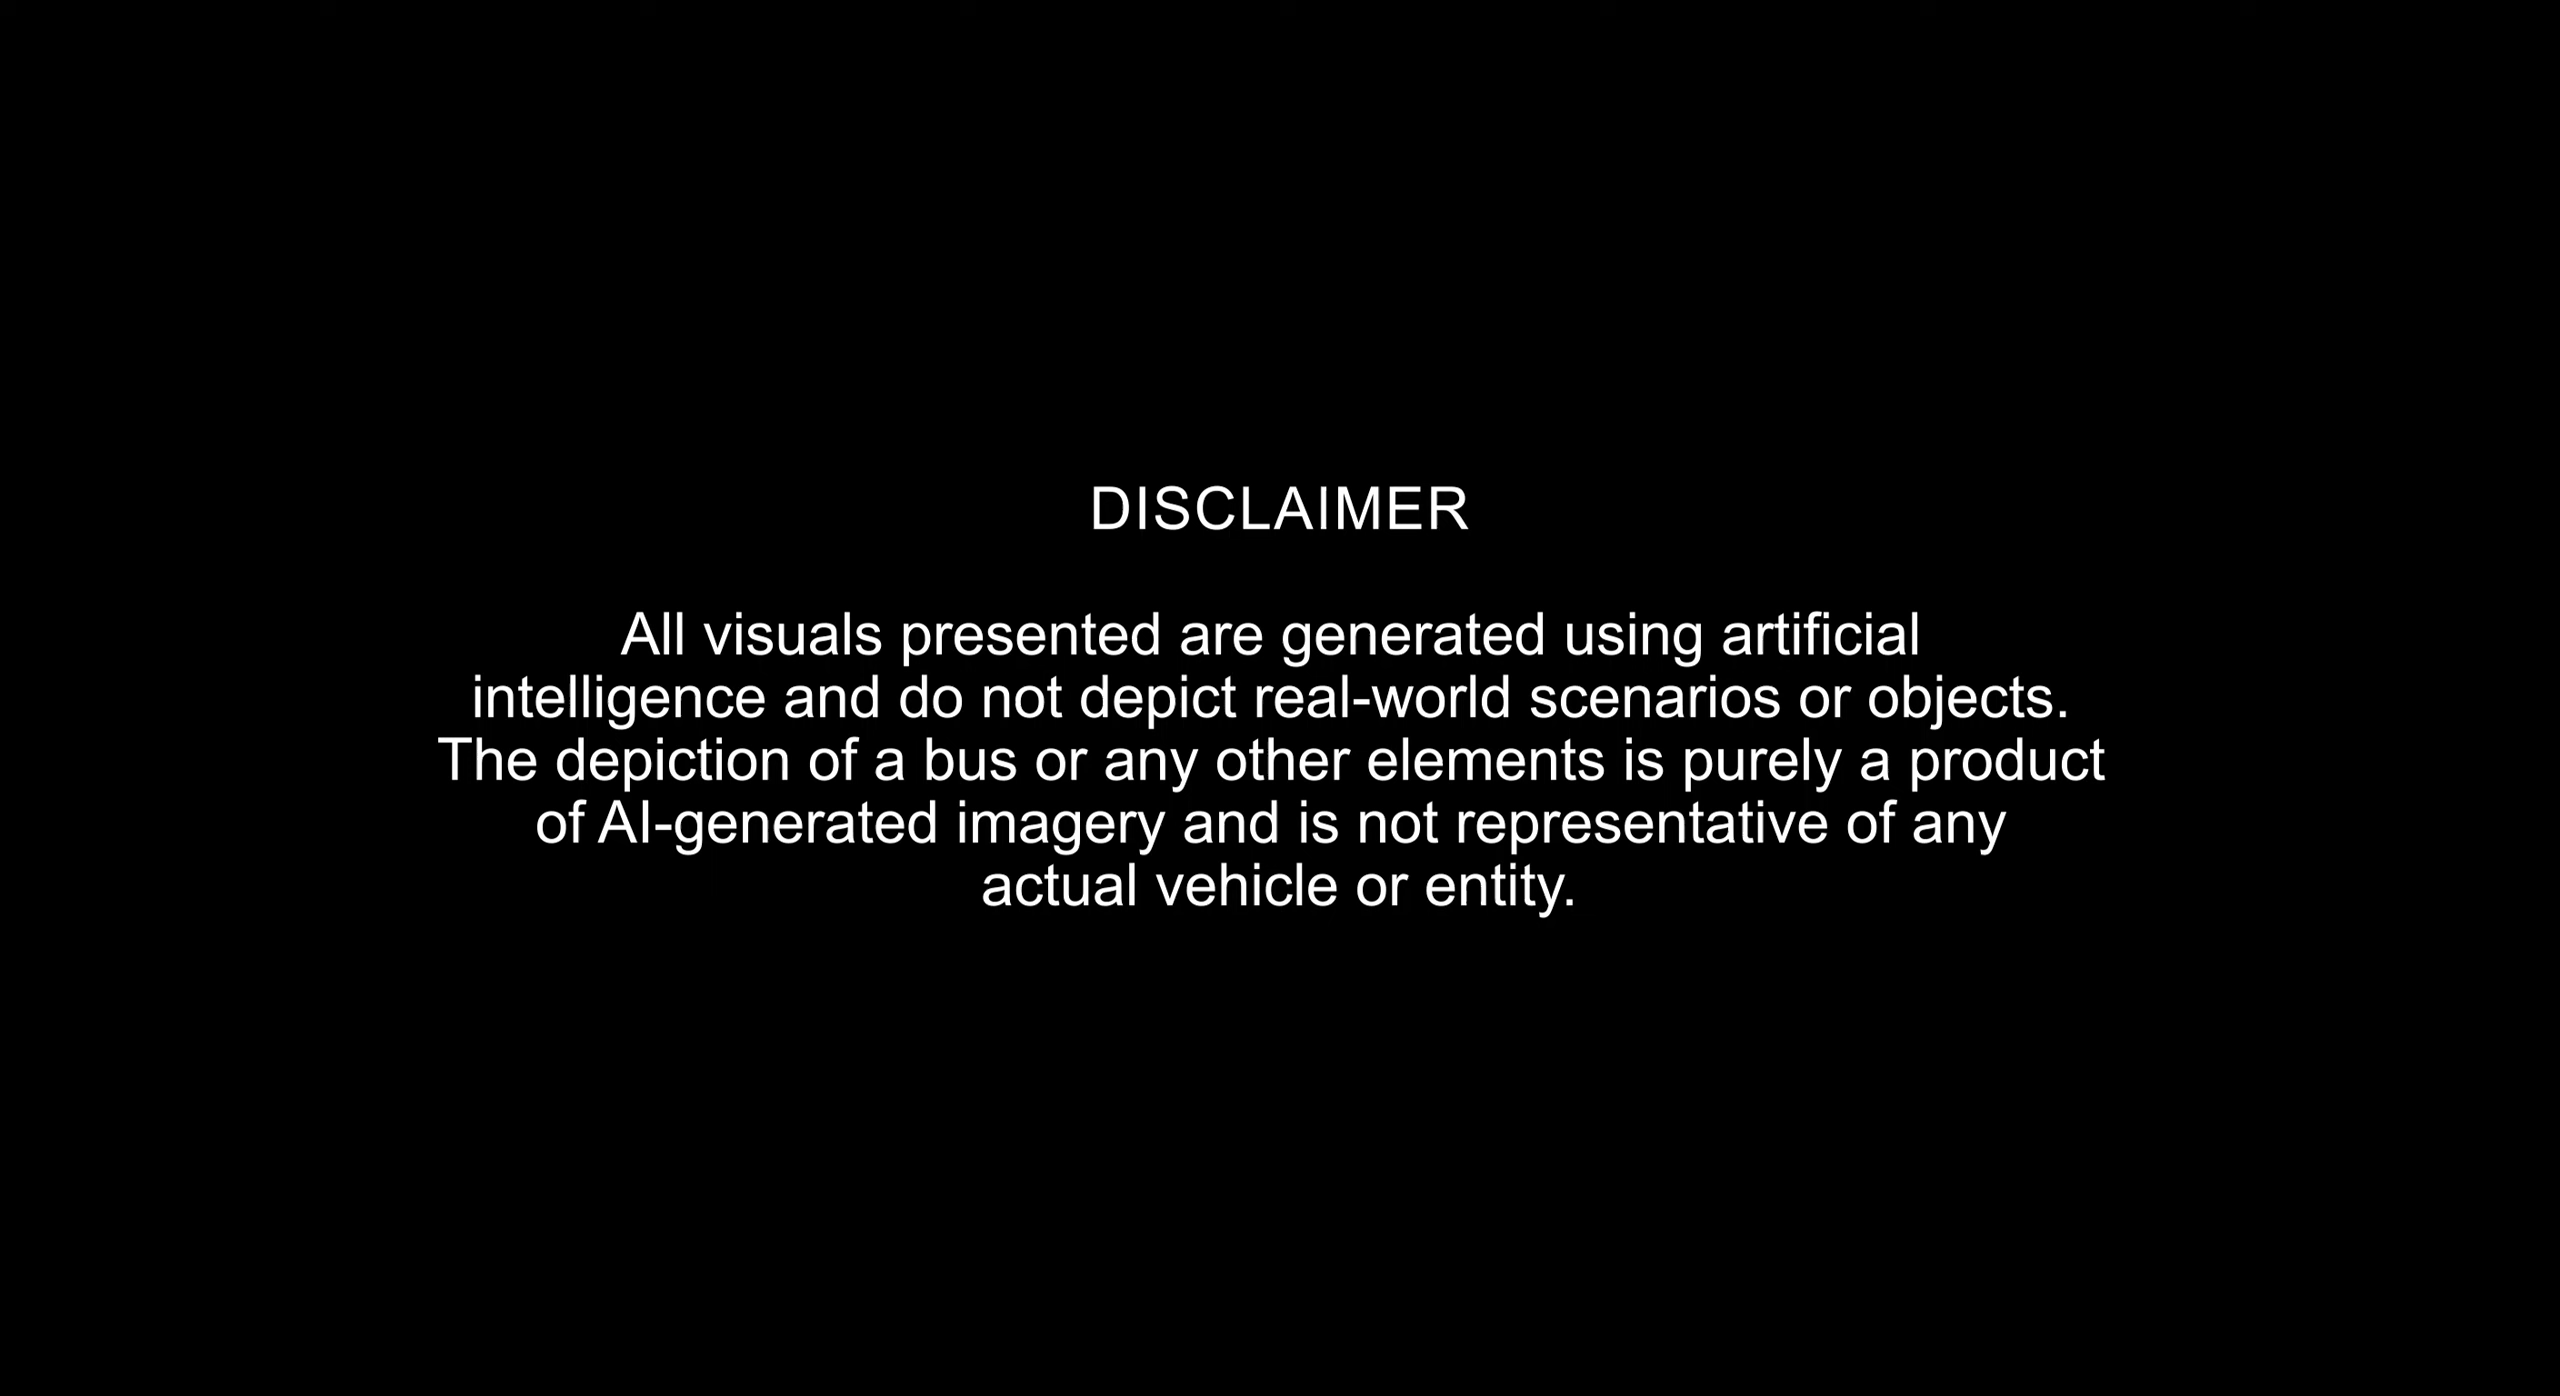 DISCLAIMER
All visuals presented are generated using artificial
intelligence and do not depict real-world scenarios or objects.
The depiction of a bus or any other elements is purely a product
of AI-generated imagery and is not representative of any
actual vehicle or entity.